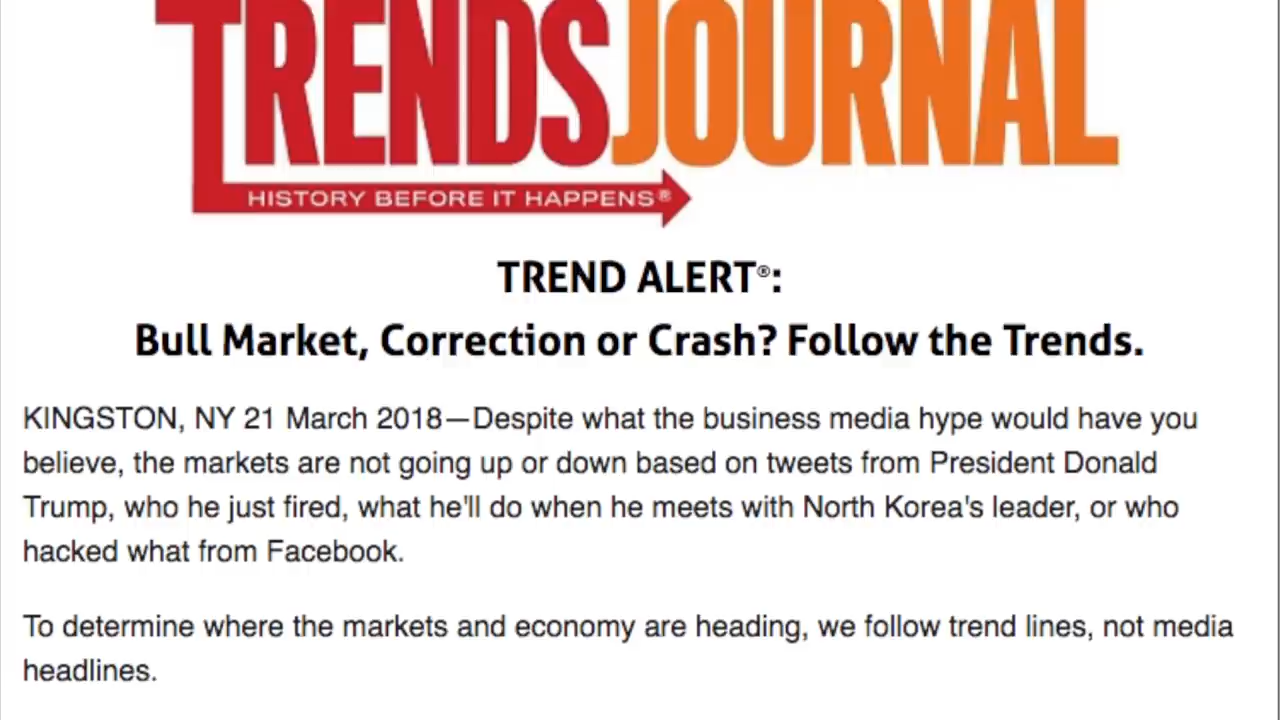 TRENDSJOURNAL
HISTORY BEFORE IT HAPPENS®
TREND ALERT®:
Bull Market, Correction or Crash? Follow the Trends.
KINGSTON, NY 21 March 2018—Despite what the business media hype would have you
believe, the markets are not going up or down based on tweets from President Donald
Trump, who he just fired, what he'll do when he meets with North Korea's leader, or who
hacked what from Facebook.
To determine where the markets and economy are heading, we follow trend lines, not media
headlines.